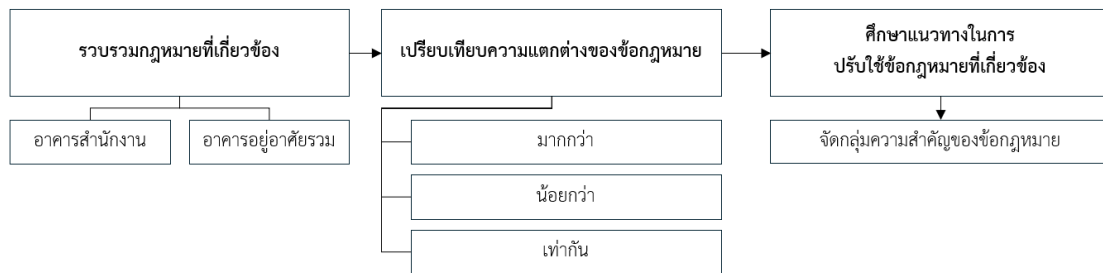 รวบรวมกฎหมายที่เกี่ยวข้อง
อาคารสำนักงาน
อาคารอยู่อาศัยรวม
เปรียบเทียบความแตกต่างของข้อกฎหมาย
มากกว่า
น้อยกว่า
เท่ากัน
ศึกษาแนวทางในการ
ปรับใช้ข้อกฎหมายที่เกี่ยวข้อง
จัดกลุ่มความสำคัญของข้อกฎหมาย